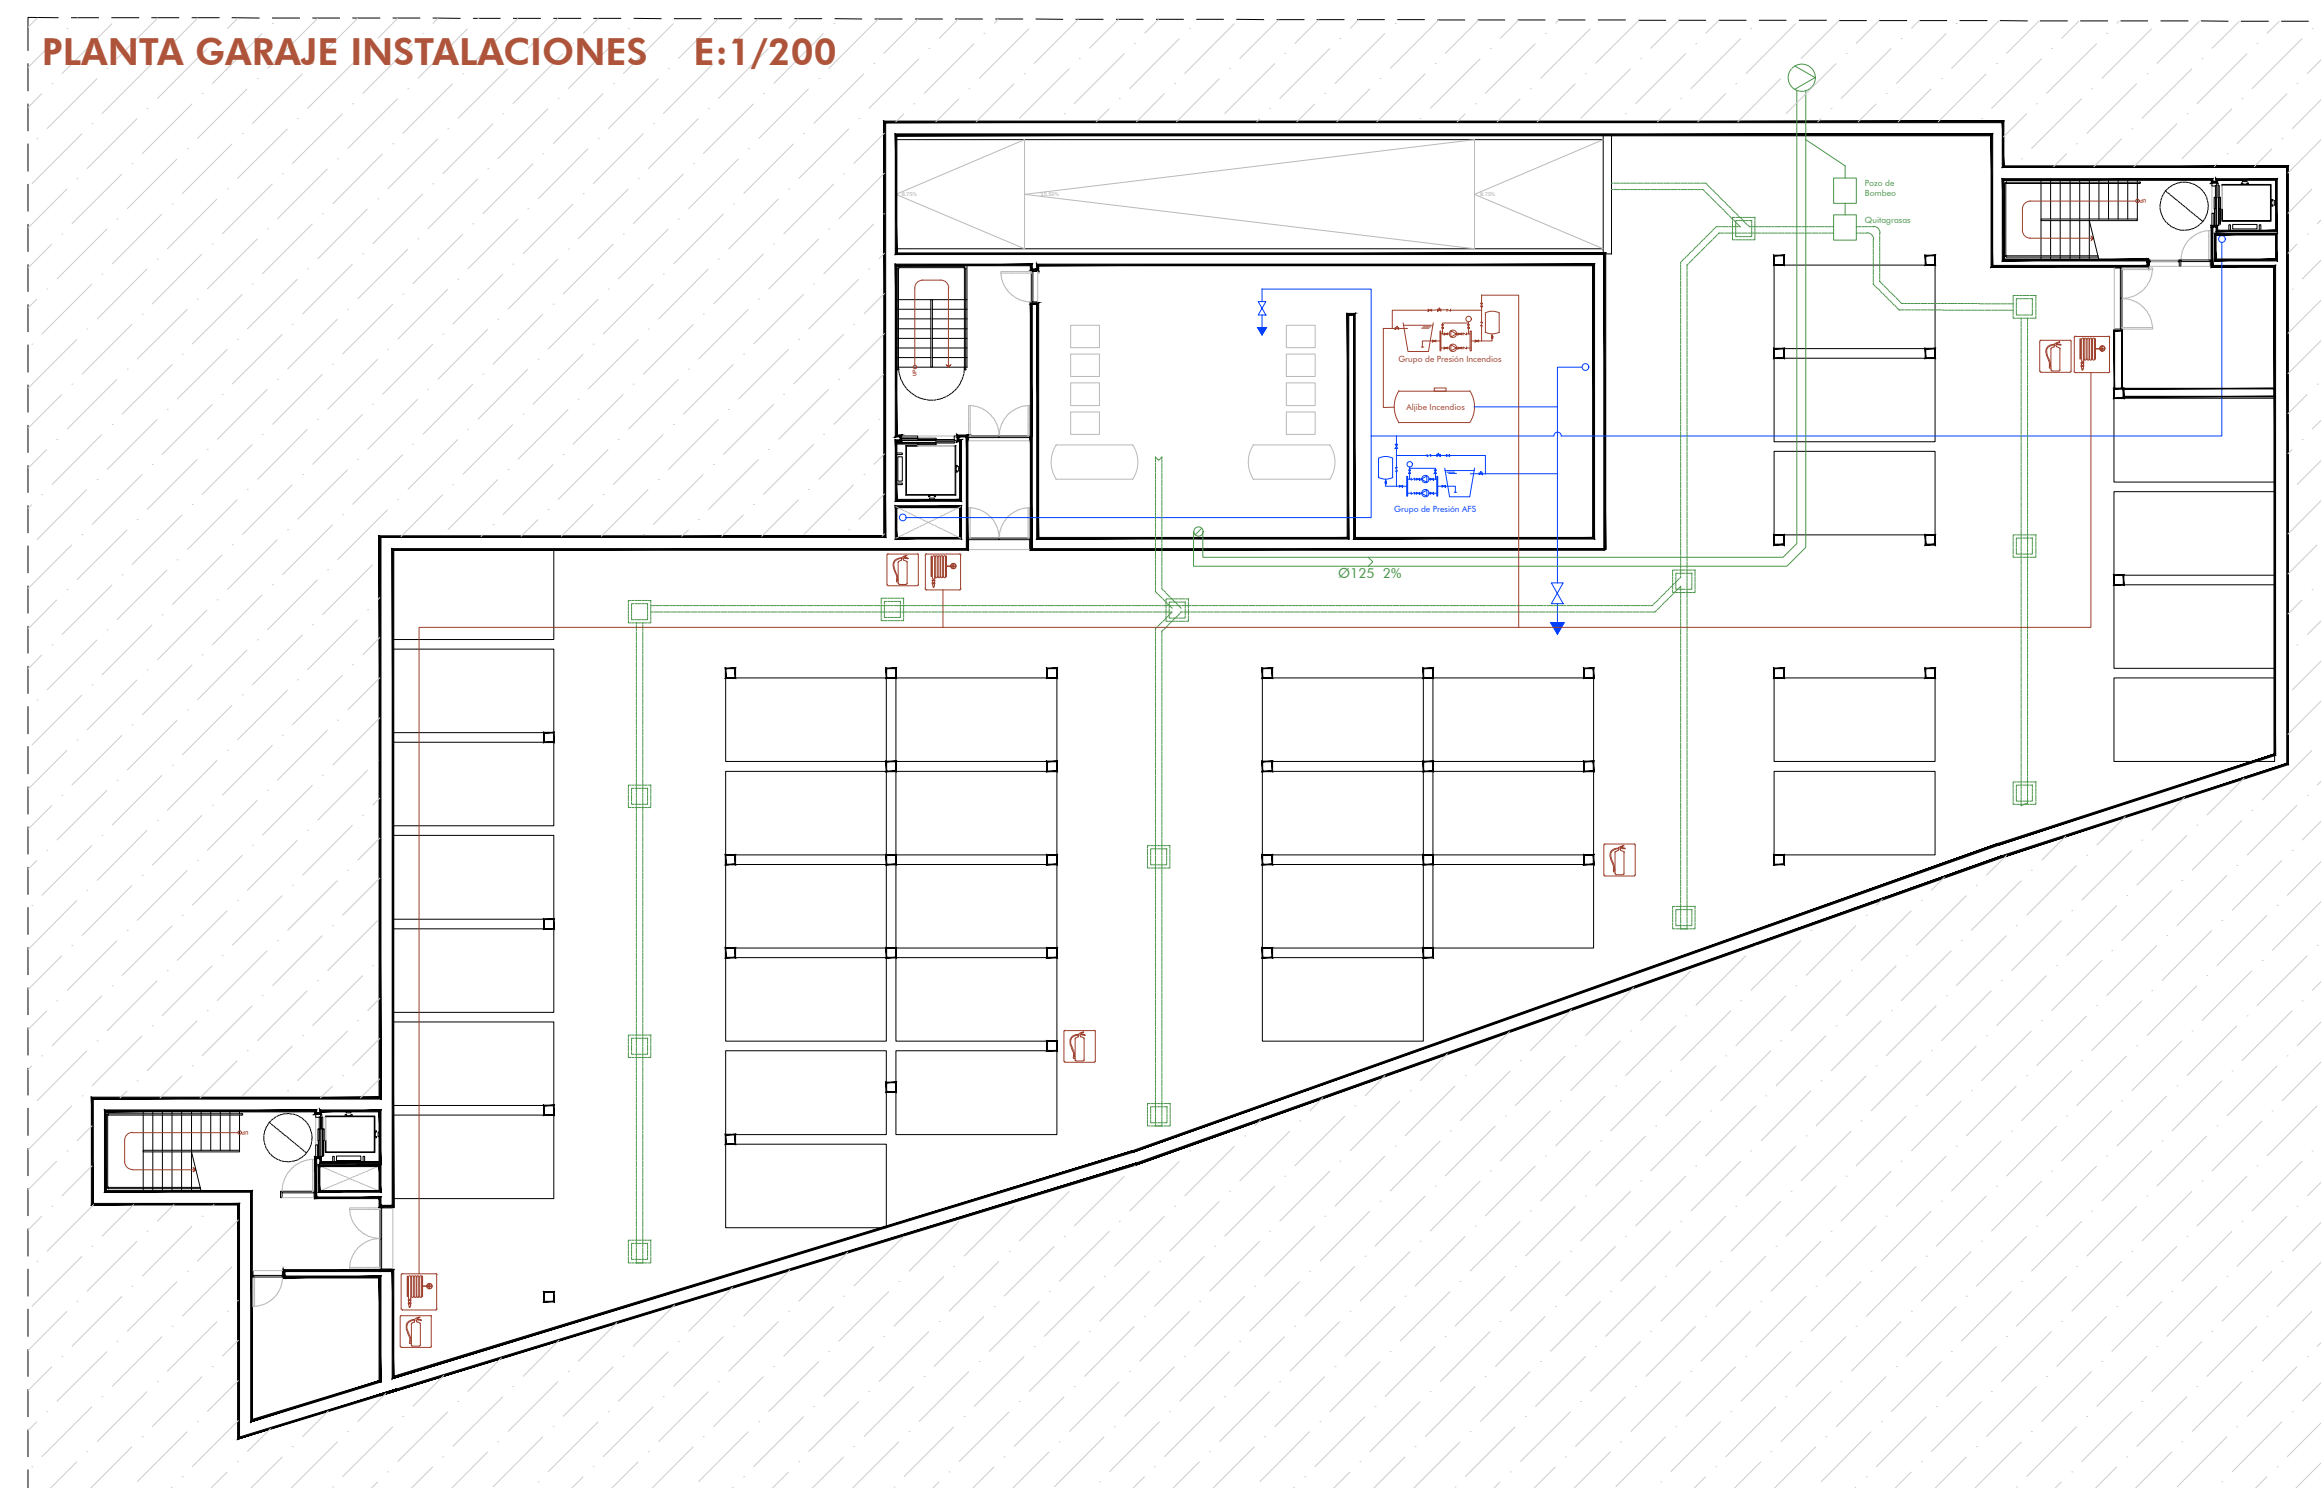 PLANTA GARAJE INSTALACIONES E:1/200
Pozo de
Bombeo
Quitagrasas
Grupo de Presión Incendios
Aljibe Incendios
Grupo de Presión AFS
Ø125 2%